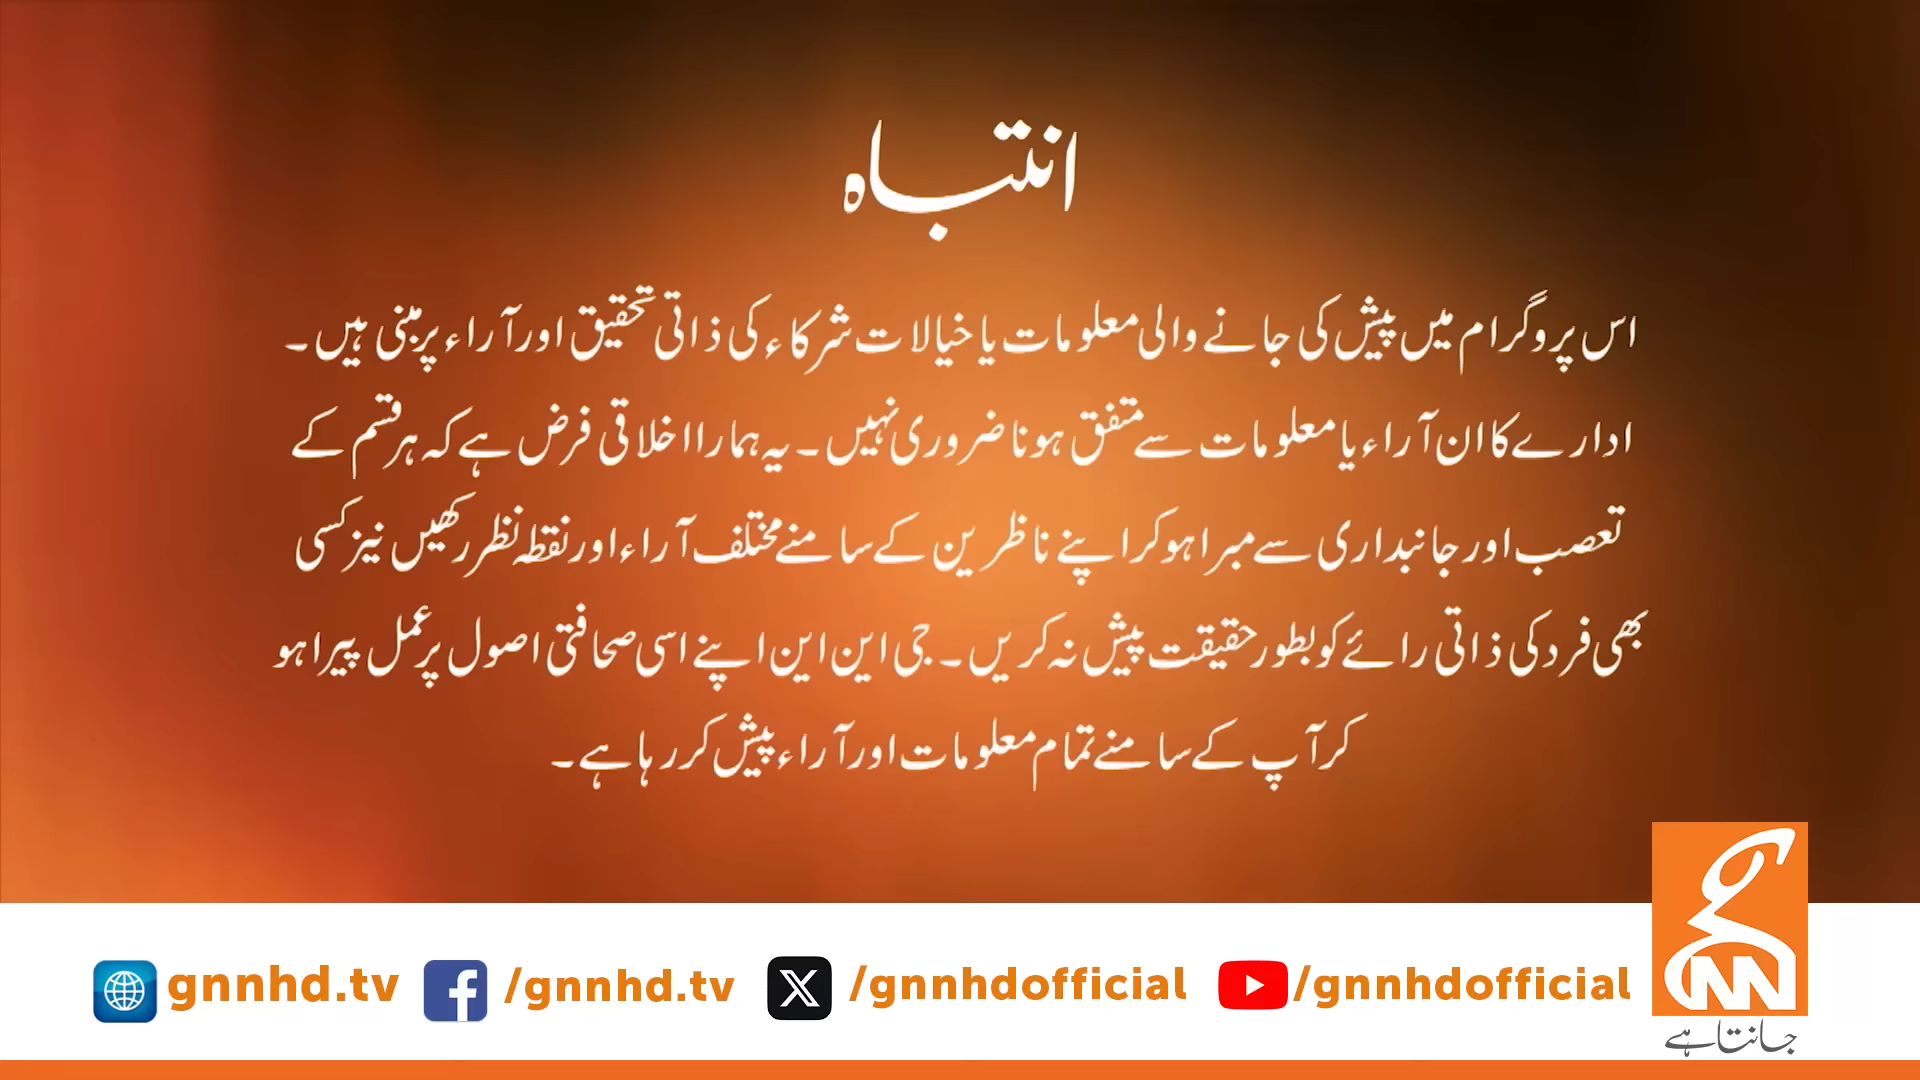 انتباہ
اس پروگرام میں پیش کی جانے والی معلومات یا خیالات شرکاء کی ذاتی تحقیق اور آراء پر مبنی ہیں۔
ادارے کا ان آراء یا معلومات سے متفق ہونا ضروری نہیں۔ یہ ہمارا اخلاقی فرض ہے کہ ہر قسم کے
تعصب اور جانبداری سے مبرا ہو کر اپنے ناظرین کے سامنے مختلف آراء اور نقطہ نظر رکھیں نیز کسی
بھی فرد کی ذاتی رائے کو بطور حقیقت پیش نہ کریں۔ جی این این اپنے اسی صحافتی اصول پر عمل پیرا ہو
کر آپ کے سامنے تمام معلومات اور آراء پیش کر رہا ہے۔
gnnhd.tv /gnnhd.tv /gnnhdofficial /gnnhdofficial
GNN
جانتا ہے